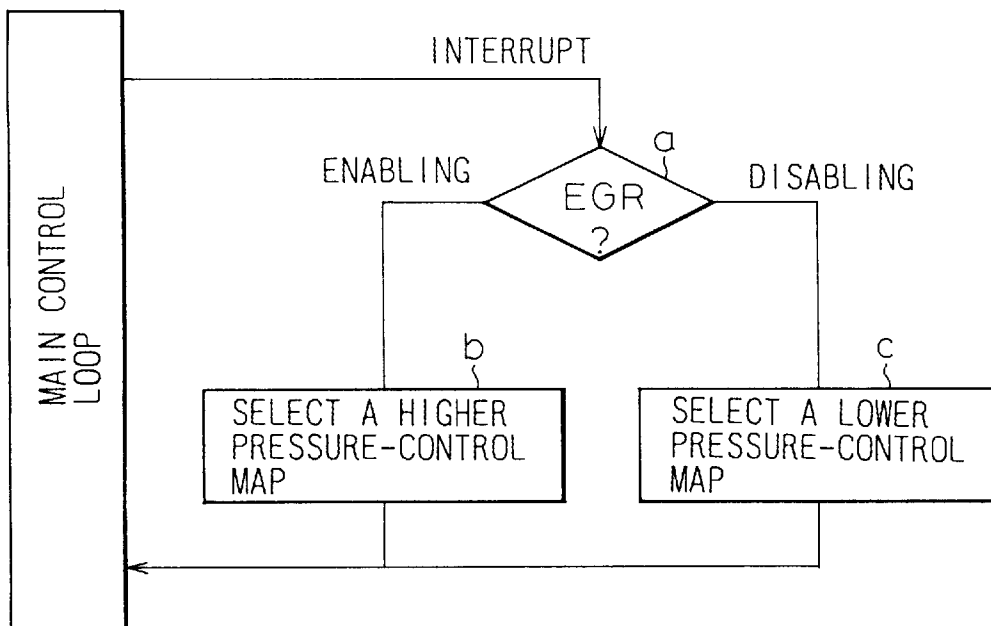 INTERRUPT
a
ENABLING
EGR
?
DISABLING
MAIN CONTROL
LOOP
b
SELECT A HIGHER
PRESSURE-CONTROL
MAP
c
SELECT A LOWER
PRESSURE-CONTROL
MAP